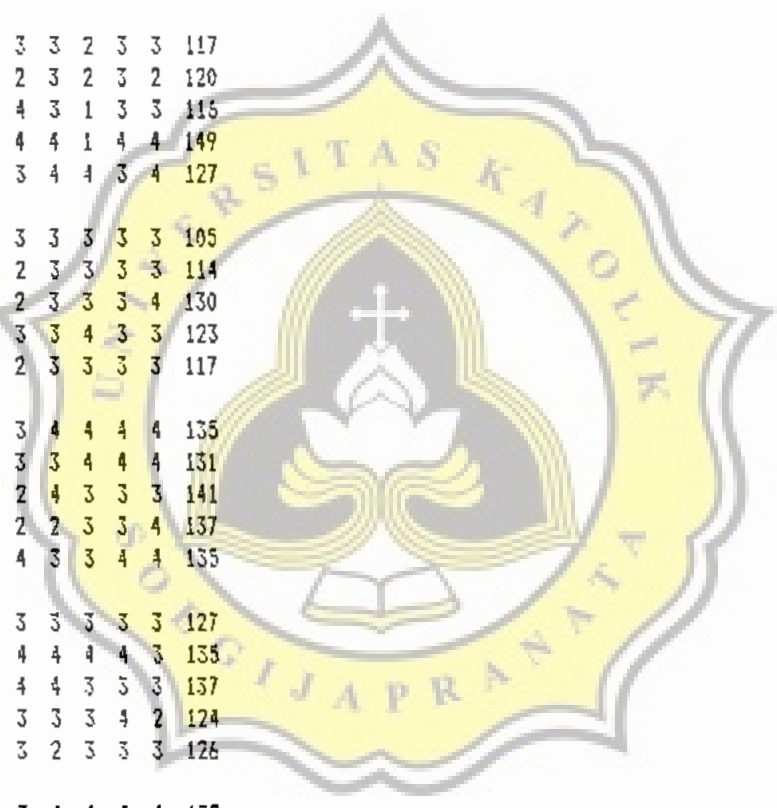 3 3 2 3 3 117
2 3 2 3 2 120
4 3 1 3 3 116
4 4 1 4 4 149
3 4 4 3 4 127
3 3 3 3 3 105
2 3 3 3 3 114
2 3 3 3 4 130
3 3 4 3 3 123
2 3 3 3 3 117
3 4 4 4 4 135
3 3 4 4 4 131
2 4 3 3 3 141
2 2 3 3 4 137
4 3 3 4 4 135
3 3 3 3 3 127
4 4 4 4 3 135
4 4 3 3 3 137
3 3 3 4 2 124
3 2 3 3 3 126
UNIVERSITAS KATOLIK
SOEGIJAPRANATA